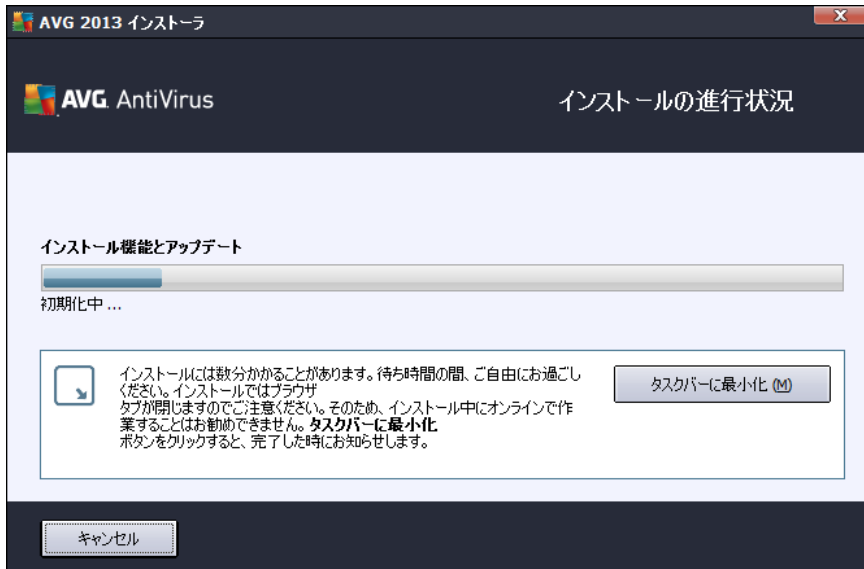 AVG 2013 インストーラ
AVG. AntiVirus
インストールの進行状況
インストール機能とアップデート
初期化中 ...
インストールには数分かかることがあります。待ち時間の間、ご自由にお過ごし
ください。インストールではブラウザ
タブが閉じますのでご注意ください。そのため、インストール中にオンラインで作
業することはお勧めできません。タスクバーに最小化
ボタンをクリックすると、完了した時にお知らせします。
タスクバーに最小化 (M)
キャンセル